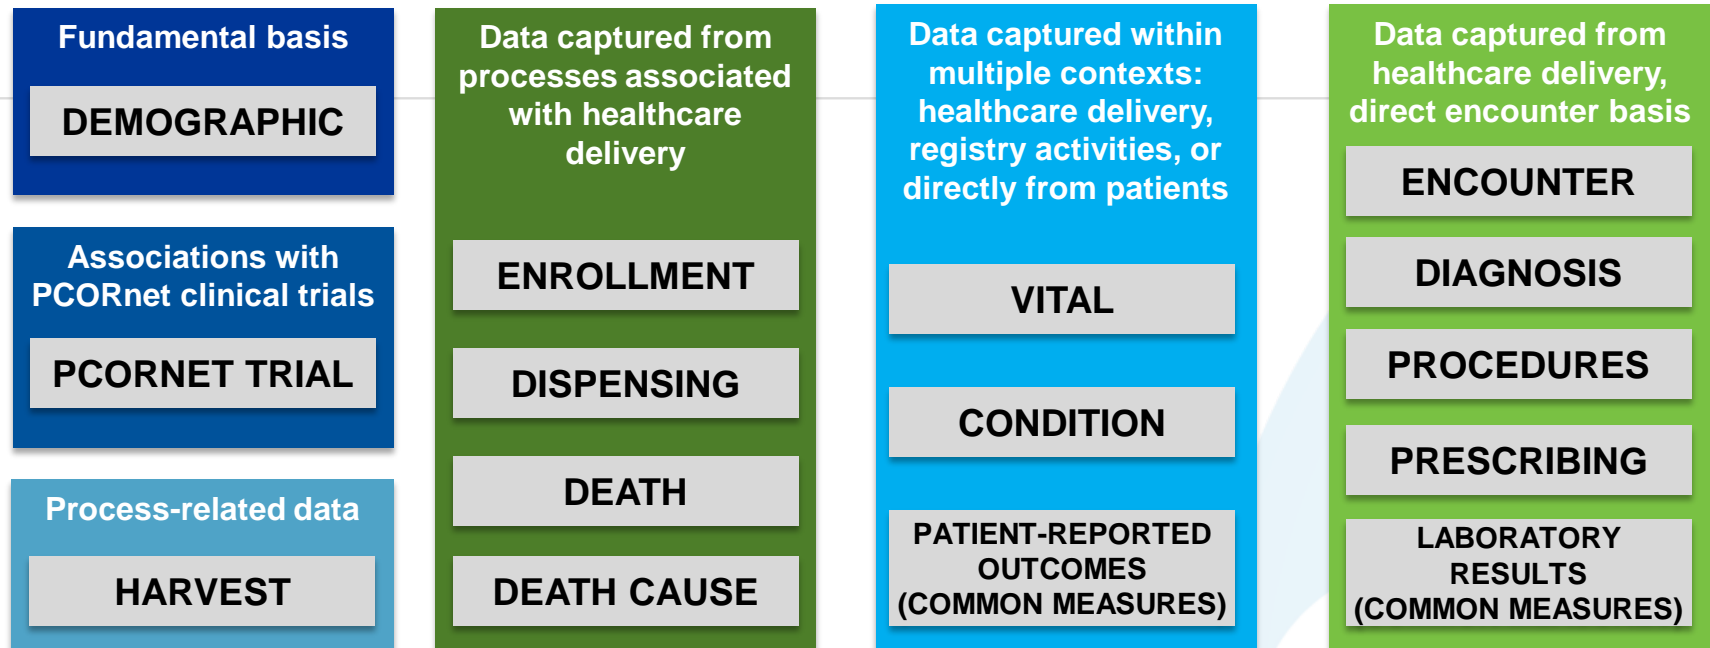 Fundamental basis
DEMOGRAPHIC
Associations with
PCORnet clinical trials
PCORNET TRIAL
Process-related data
HARVEST
Data captured from
processes associated
with healthcare
delivery
ENROLLMENT
DISPENSING
DEATH
DEATH CAUSE
Data captured within
multiple contexts:
healthcare delivery,
registry activities, or
directly from patients
VITAL
CONDITION
PATIENT-REPORTED
OUTCOMES
(COMMON MEASURES)
Data captured from
healthcare delivery,
direct encounter basis
ENCOUNTER
DIAGNOSIS
PROCEDURES
PRESCRIBING
LABORATORY
RESULTS
(COMMON MEASURES)